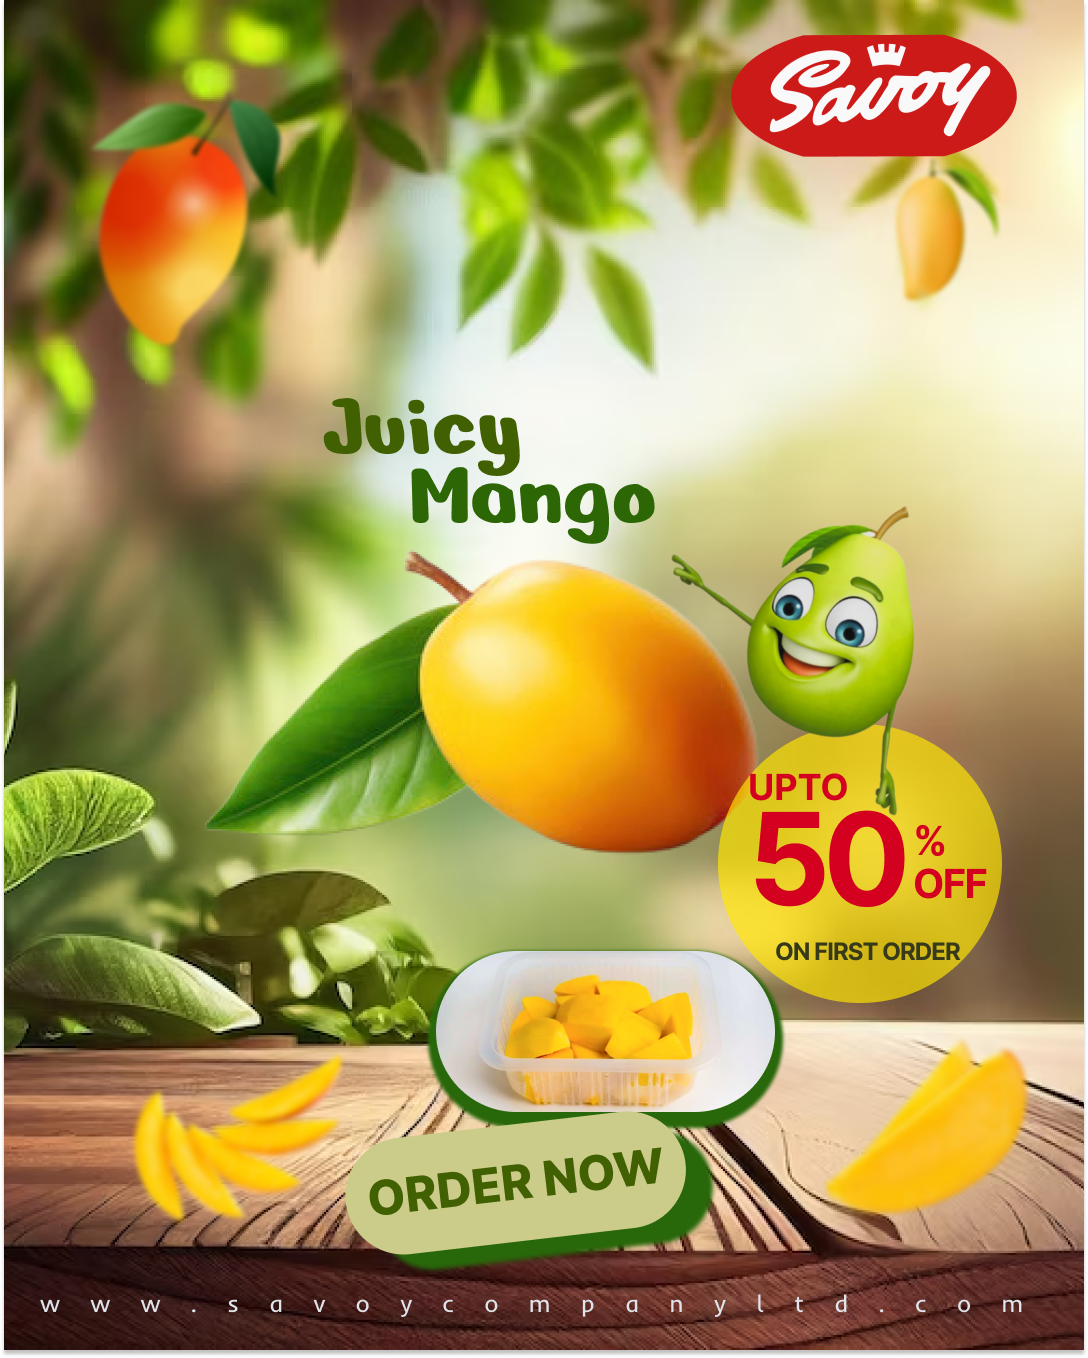 Savoy
Juicy
Mango
UPTO
50 % OFF
ON FIRST ORDER
ORDER NOW
www.savoycompanyltd.com